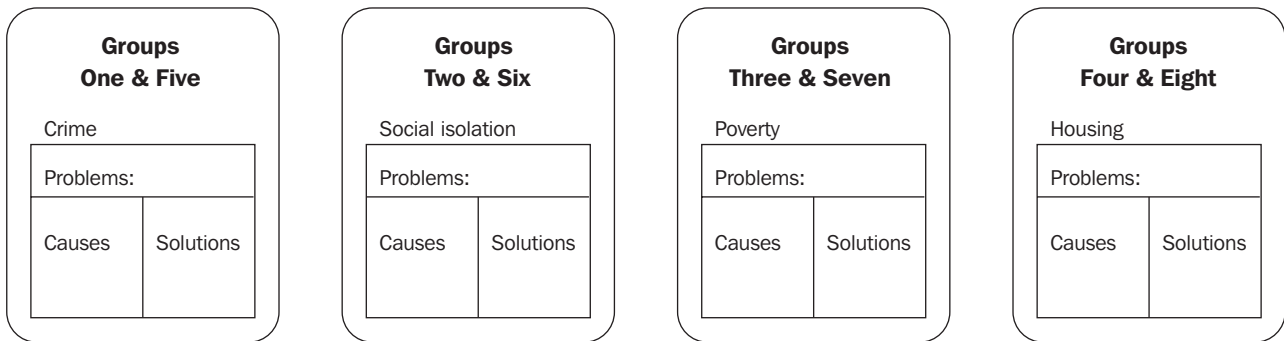 Groups
One & Five
Crime
Problems:
Causes
Solutions
Groups
Two & Six
Social isolation
Problems:
Causes
Solutions
Groups
Three & Seven
Poverty
Problems:
Causes
Solutions
Groups
Four & Eight
Housing
Problems:
Causes
Solutions